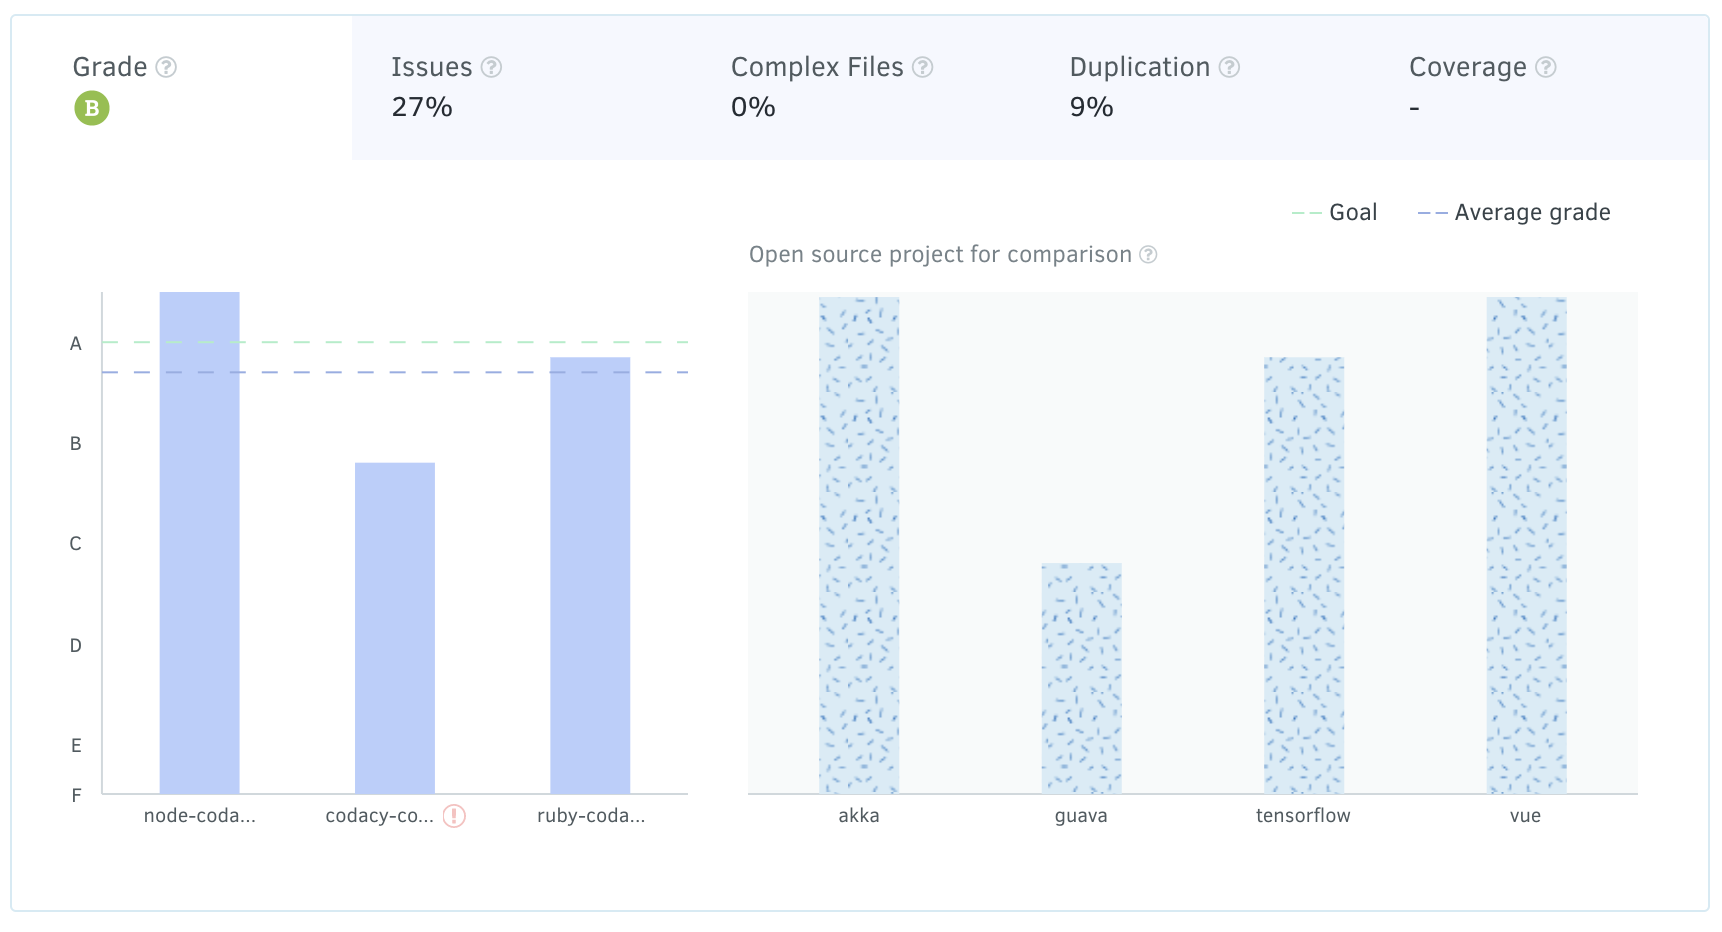 Grade ?
B
Issues ?
27%
Complex Files ?
0%
Duplication ?
9%
Coverage ?
-
Goal
Average grade
Open source project for comparison ?
A
B
C
D
E
F
node-coda...
codacy-co... !
ruby-coda...
akka
guava
tensorflow
vue